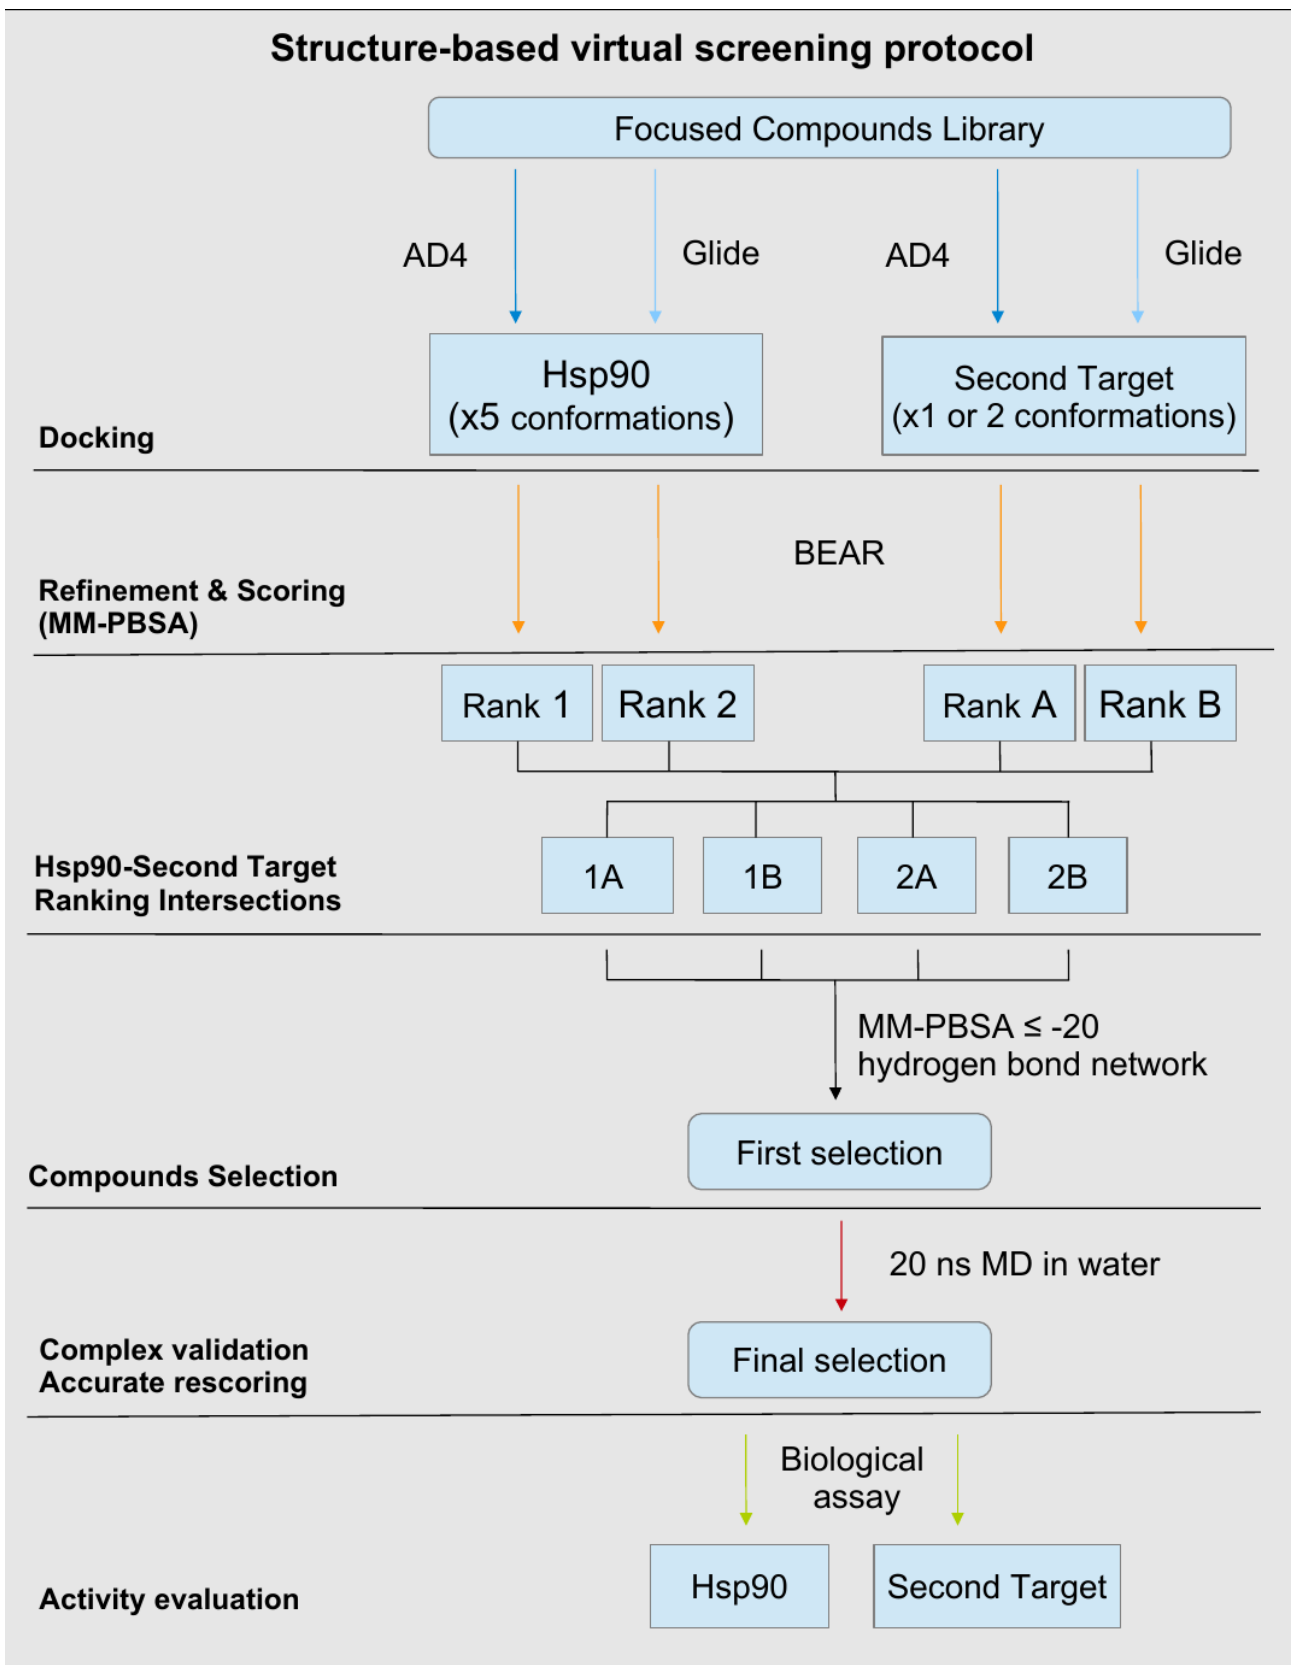 Structure-based virtual screening protocol
Focused Compounds Library
AD4
Glide
AD4
Glide
Hsp90
(x5 conformations)
Second Target
(x1 or 2 conformations)
Docking
BEAR
Refinement & Scoring
(MM-PBSA)
Rank 1
Rank 2
Rank A
Rank B
Hsp90-Second Target
Ranking Intersections
1A
1B
2A
2B
MM-PBSA ≤ -20
hydrogen bond network
First selection
Compounds Selection
20 ns MD in water
Complex validation
Accurate rescoring
Final selection
Biological
assay
Hsp90
Second Target
Activity evaluation